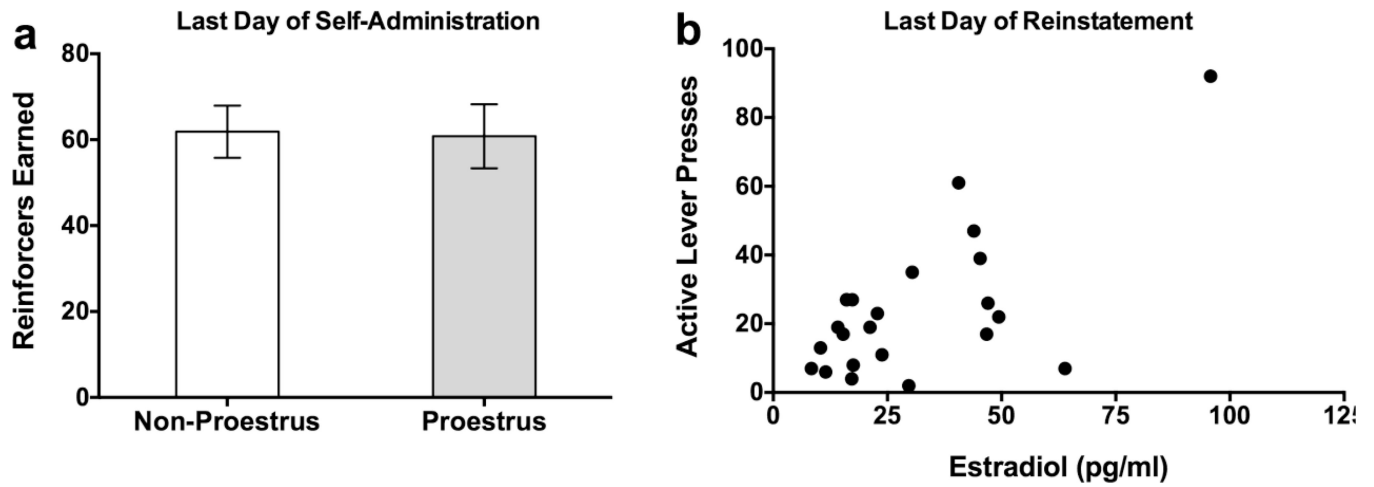 a
Last Day of Self-Administration
Reinforcers Earned
80
60
40
20
0
Non-Proestrus Proestrus
b
Last Day of Reinstatement
Active Lever Presses
100
80
60
40
20
0
0 25 50 75 100
Estradiol (pg/ml)